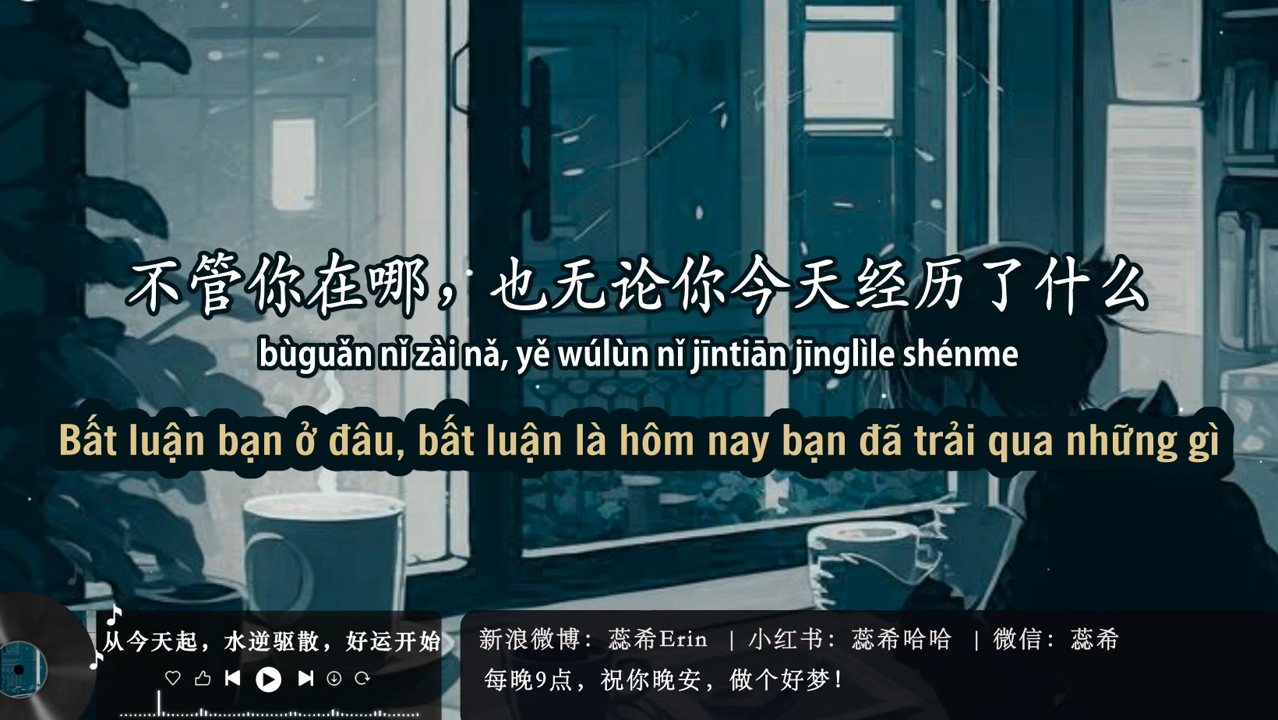 不管你在哪，也无论你今天经历了什么
bùguǎn nǐ zài nǎ, yě wúlùn nǐ jīntiān jīnglìle shénme
Bất luận bạn ở đâu, bất luận là hôm nay bạn đã trải qua những gì
从今天起，水逆驱散，好运开始
新浪微博：蕊希Erin ｜小红书：蕊希哈哈 ｜微信：蕊希
每晚9点，祝你晚安，做个好梦！